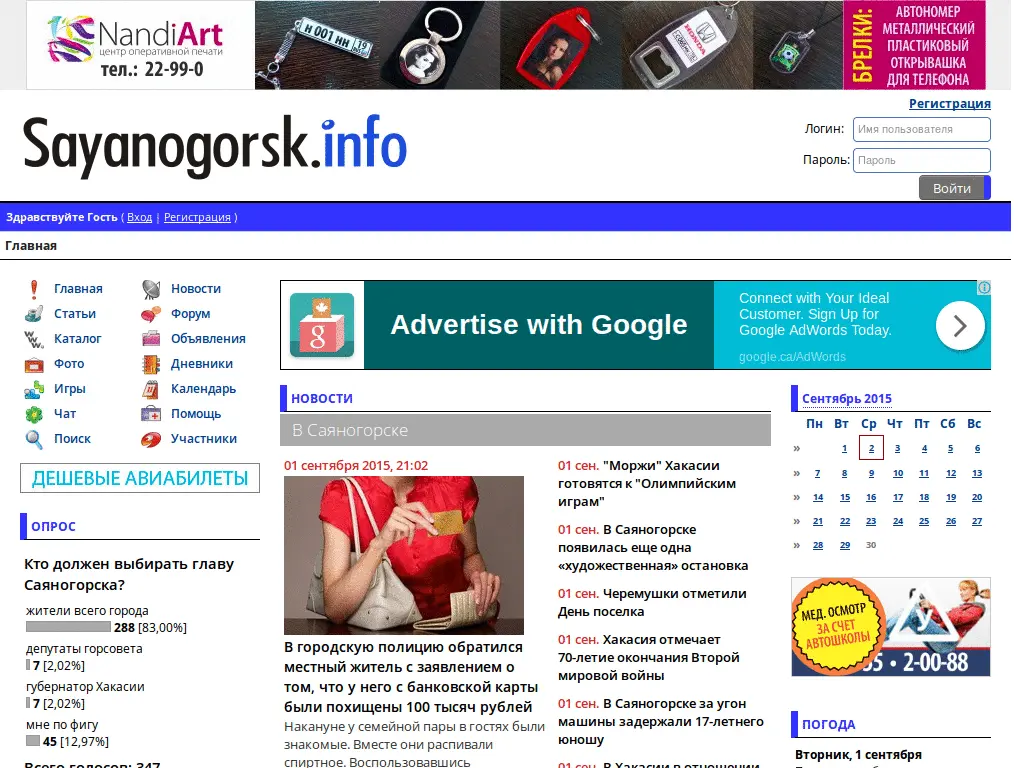 NandiArt
центр оперативной печати
тел.: 22-99-0
Н 001 НН 19
HONDA
БРЕЛКИ:
АВТОНОМЕР
МЕТАЛЛИЧЕСКИЙ
ПЛАСТИКОВЫЙ
ОТКРЫВАШКА
ДЛЯ ТЕЛЕФОНА
Регистрация
Sayanogorsk.info
Логин: Имя пользователя
Пароль: Пароль
Войти
Здравствуйте Гость ( Вход | Регистрация )
Главная
Главная Новости
Статьи Форум
Каталог Объявления
Фото Дневники
Игры Календарь
Чат Помощь
Поиск Участники
ДЕШЕВЫЕ АВИАБИЛЕТЫ
ОПРОС
Кто должен выбирать главу
Саяногорска?
жители всего города
288 [83,00%]
депутаты горсовета
7 [2,02%]
губернатор Хакасии
7 [2,02%]
мне по фигу
45 [12,97%]
Всего голосов: 347
g
Advertise with Google
Connect with Your Ideal
Customer. Sign Up for
Google AdWords Today.
google.ca/AdWords
НОВОСТИ
В Саяногорске
01 сентября 2015, 21:02
В городскую полицию обратился
местный житель с заявлением о
том, что у него с банковской карты
были похищены 100 тысяч рублей
Накануне у семейной пары в гостях были
знакомые. Вместе они распивали
спиртное. Воспользовавшись
01 сен. "Моржи" Хакасии
готовятся к "Олимпийским
играм"
01 сен. В Саяногорске
появилась еще одна
«художественная» остановка
01 сен. Черемушки отметили
День поселка
01 сен. Хакасия отмечает
70-летие окончания Второй
мировой войны
01 сен. В Саяногорске за угон
машины задержали 17-летнего
юношу
01 сен. В Хакасии в отношении
Сентябрь 2015
Пн Вт Ср Чт Пт Сб Вс
» 1 2 3 4 5 6
» 7 8 9 10 11 12 13
» 14 15 16 17 18 19 20
» 21 22 23 24 25 26 27
» 28 29 30
МЕД. ОСМОТР
ЗА СЧЕТ
АВТОШКОЛЫ
35 • 2-00-88
ПОГОДА
Вторник, 1 сентября